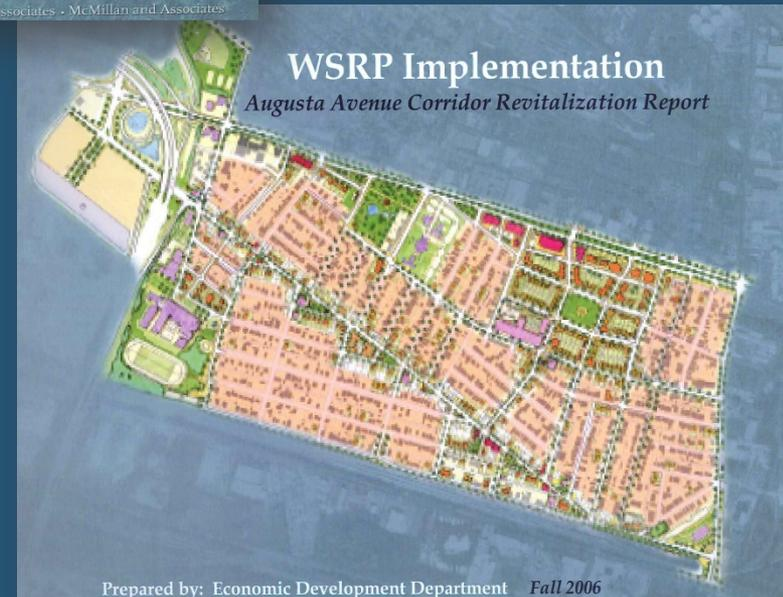 ssociates • McMillan and Associates
WSRP Implementation
Augusta Avenue Corridor Revitalization Report
Prepared by: Economic Development Department Fall 2006